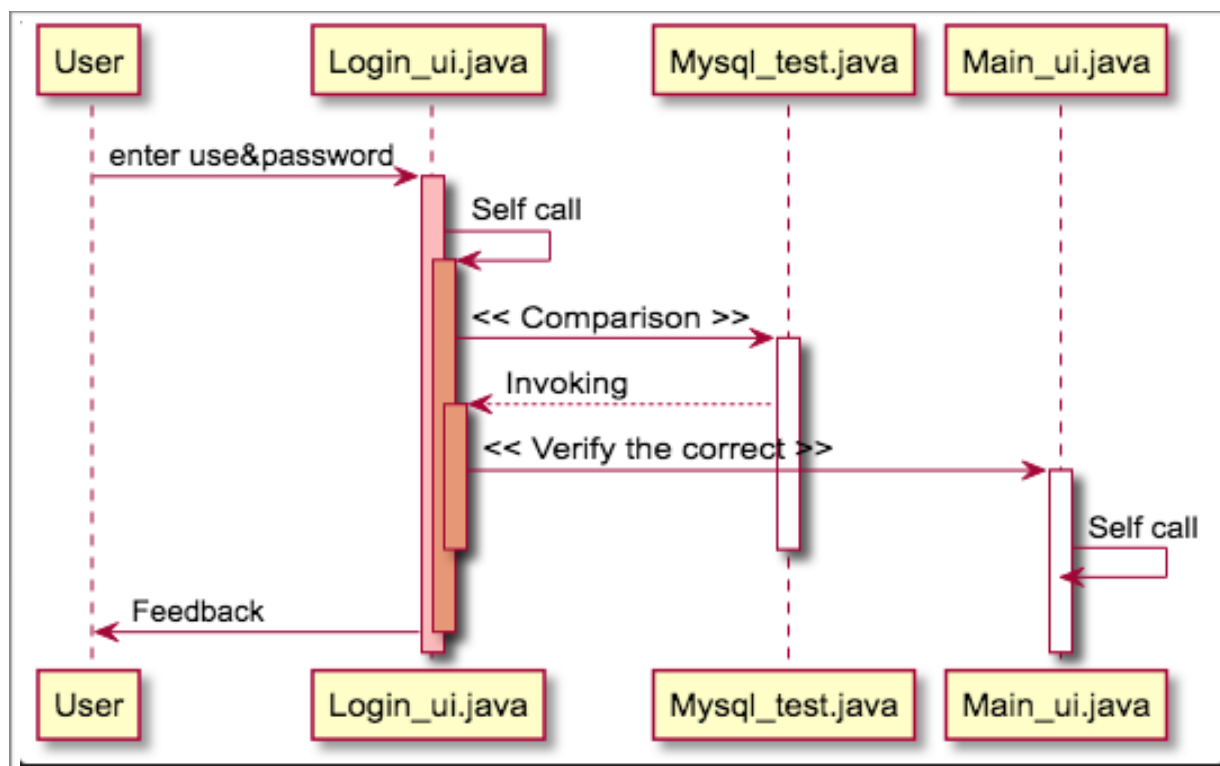 User Login_ui.java Mysql_test.java Main_ui.java
enter use&password
Self call
<< Comparison >>
Invoking
<< Verify the correct >>
Self call
Feedback
User Login_ui.java Mysql_test.java Main_ui.java